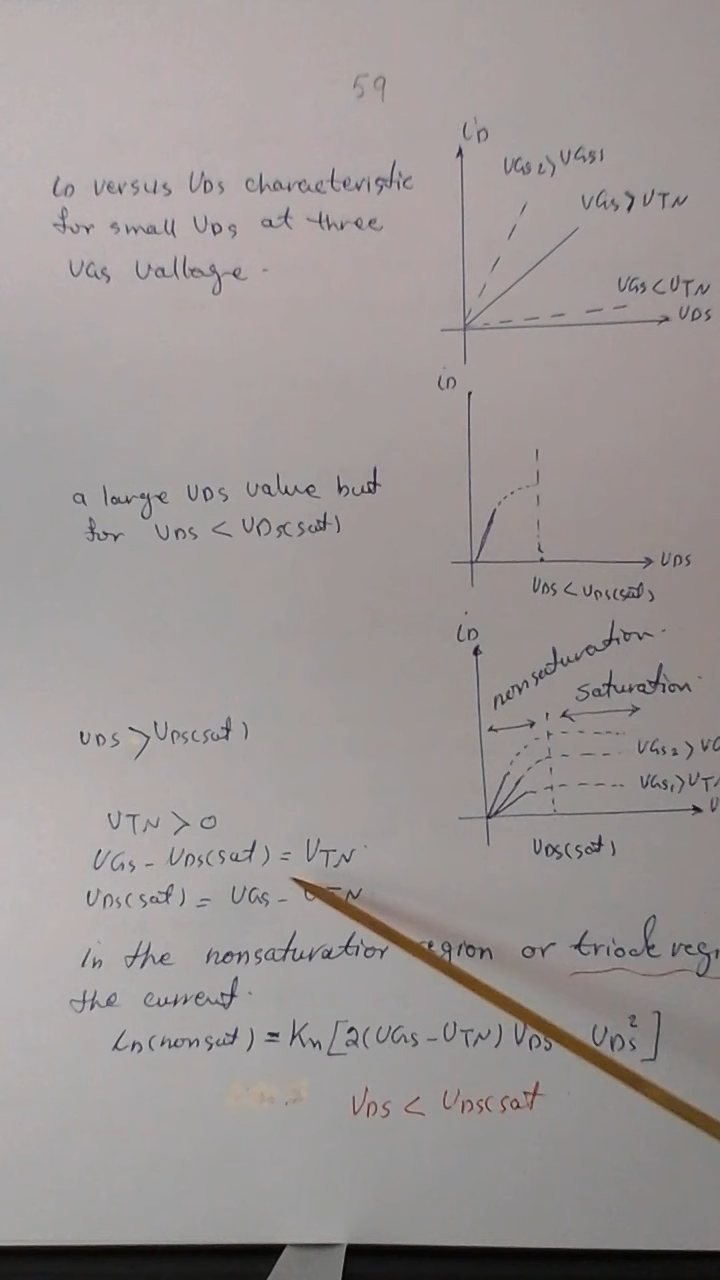 59
iD versus VDS characteristic
for small VDS at three
VGS Vallage.
iD
VGS2 > VGS1
VGS > VTN
VGS < VTN
VDS
a large VDS value but
for VDS < VDS(sat)
iD
VDS
VDS < VDS(sat)
VDS > VDS(sat)
iD
nonsaturation.
saturation.
VGS2 >
VGS1 >
VDS(sat)
VTN > 0
VGS - VDS(sat) = VTN
VDS(sat) = VGS - VTN
In the nonsaturation region or triode
the current.
iD(nonsat) = Kn[2(VGS - VTN) VDS VDS²]
VDS < VDS(sat